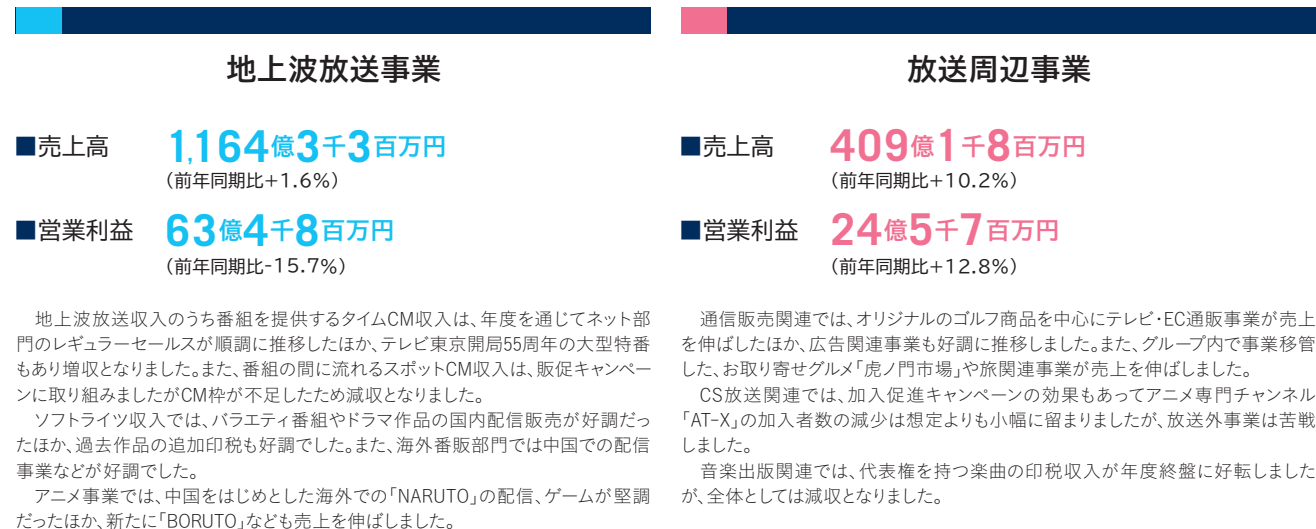 地上波放送事業
■売上高 1,164億3千3百万円
（前年同期比+1.6%）
■営業利益 63億4千8百万円
（前年同期比-15.7%）
　地上波放送収入のうち番組を提供するタイムCM収入は、年度を通じてネット部
門のレギュラーセールスが順調に推移したほか、テレビ東京開局55周年の大型特番
もあり増収となりました。また、番組の間に流れるスポットCM収入は、販促キャンペー
ンに取り組みましたがCM枠が不足したため減収となりました。
　ソフトライツ収入では、バラエティ番組やドラマ作品の国内配信販売が好調だっ
たほか、過去作品の追加印税も好調でした。また、海外番販部門では中国での配信
事業などが好調でした。
　アニメ事業では、中国をはじめとした海外での「NARUTO」の配信、ゲームが堅調
だったほか、新たに「BORUTO」なども売上を伸ばしました。
放送周辺事業
■売上高 409億1千8百万円
（前年同期比+10.2%）
■営業利益 24億5千7百万円
（前年同期比+12.8%）
　通信販売関連では、オリジナルのゴルフ商品を中心にテレビ・EC通販事業が売上
を伸ばしたほか、広告関連事業も好調に推移しました。また、グループ内で事業移管
した、お取り寄せグルメ「虎ノ門市場」や旅関連事業が売上を伸ばしました。
　CS放送関連では、加入促進キャンペーンの効果もあってアニメ専門チャンネル
「AT-X」の加入者数の減少は想定よりも小幅に留まりましたが、放送外事業は苦戦
しました。
　音楽出版関連では、代表権を持つ楽曲の印税収入が年度終盤に好転しました
が、全体としては減収となりました。